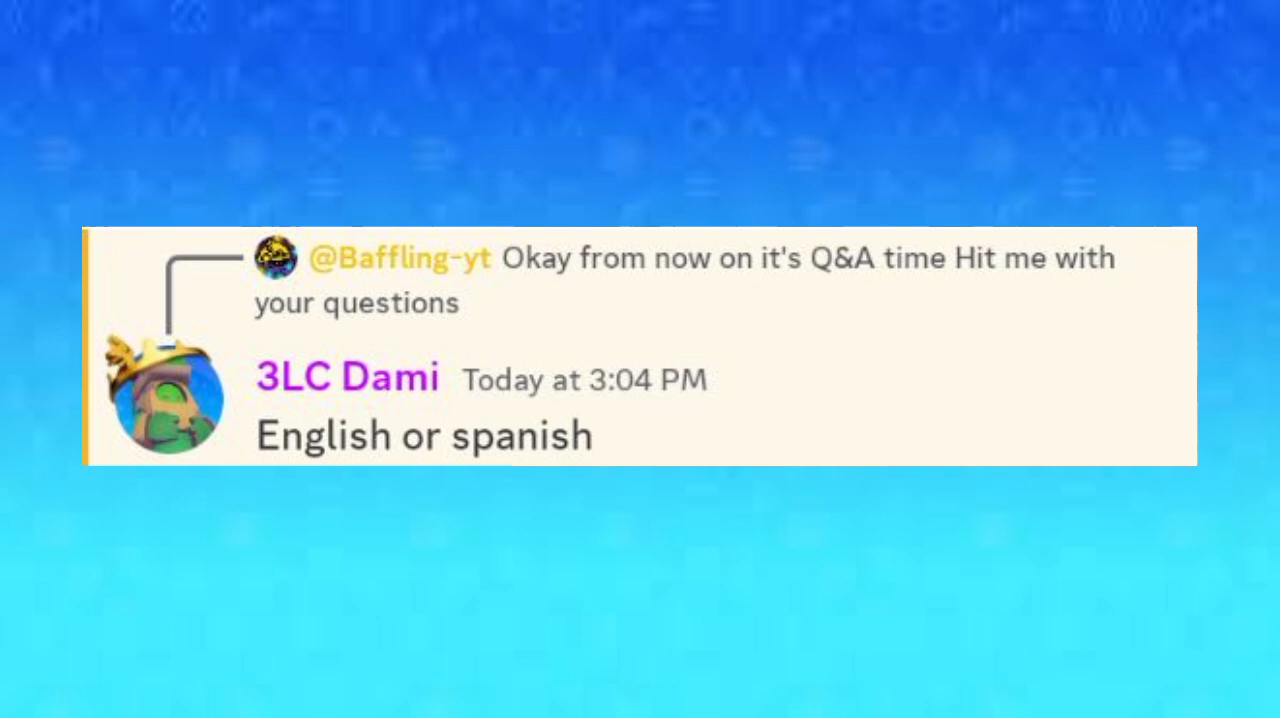 @Baffling-yt Okay from now on it's Q&A time Hit me with
your questions
3LC Dami Today at 3:04 PM
English or spanish